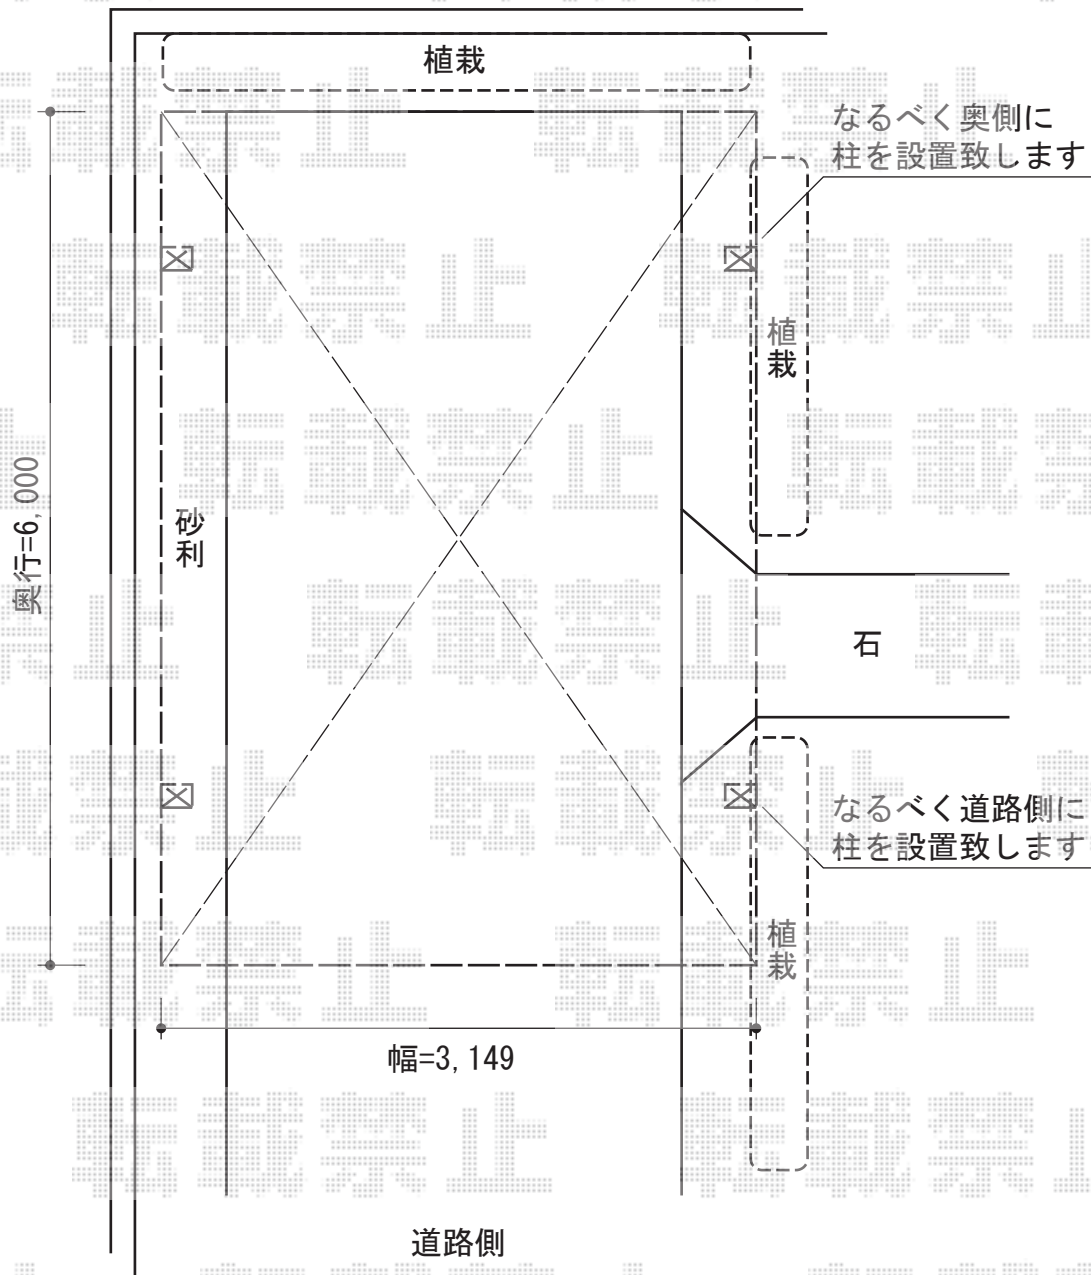 植栽
なるべく奥側に
柱を設置致します
植栽
奥行=6,000
砂利
石
なるべく道路側に
柱を設置致します
植栽
幅=3,149
道路側
転載禁止